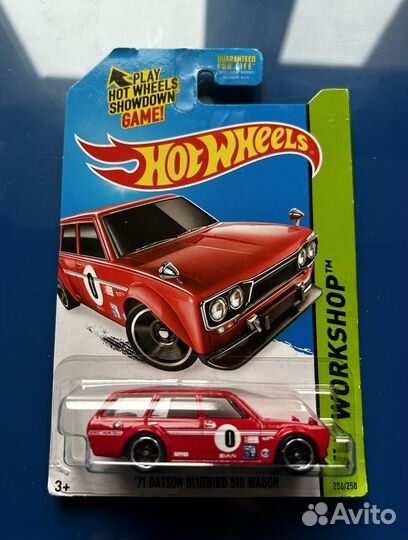 PLAY
HOT WHEELS
SHOWDOWN
GAME!
GUARANTEED
FOR LIFE
HOT WHEELS
0
WORKSHOP™
0
'71 DATSUN BLUEBIRD 510 WAGON
3+
204/250
Avito